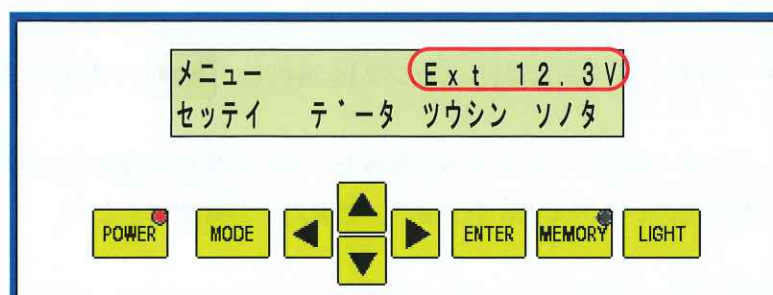 メニュー Ext 12.3V
セッテイ データ ツウシン ソノタ
POWER MODE ENTER MEMORY LIGHT